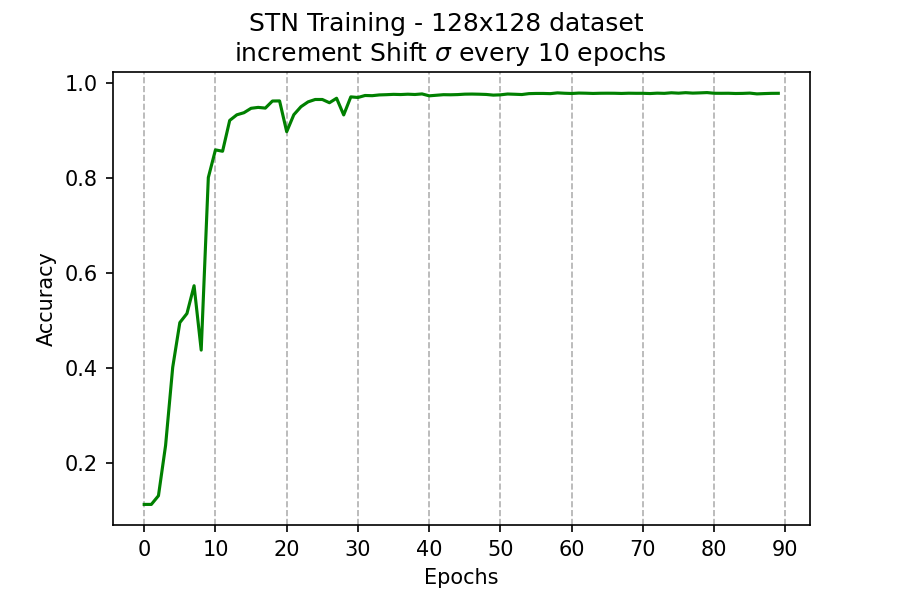 STN Training - 128x128 dataset
increment Shift σ every 10 epochs
1.0
0.8
0.6
0.4
0.2
Accuracy
0 10 20 30 40 50 60 70 80 90
Epochs